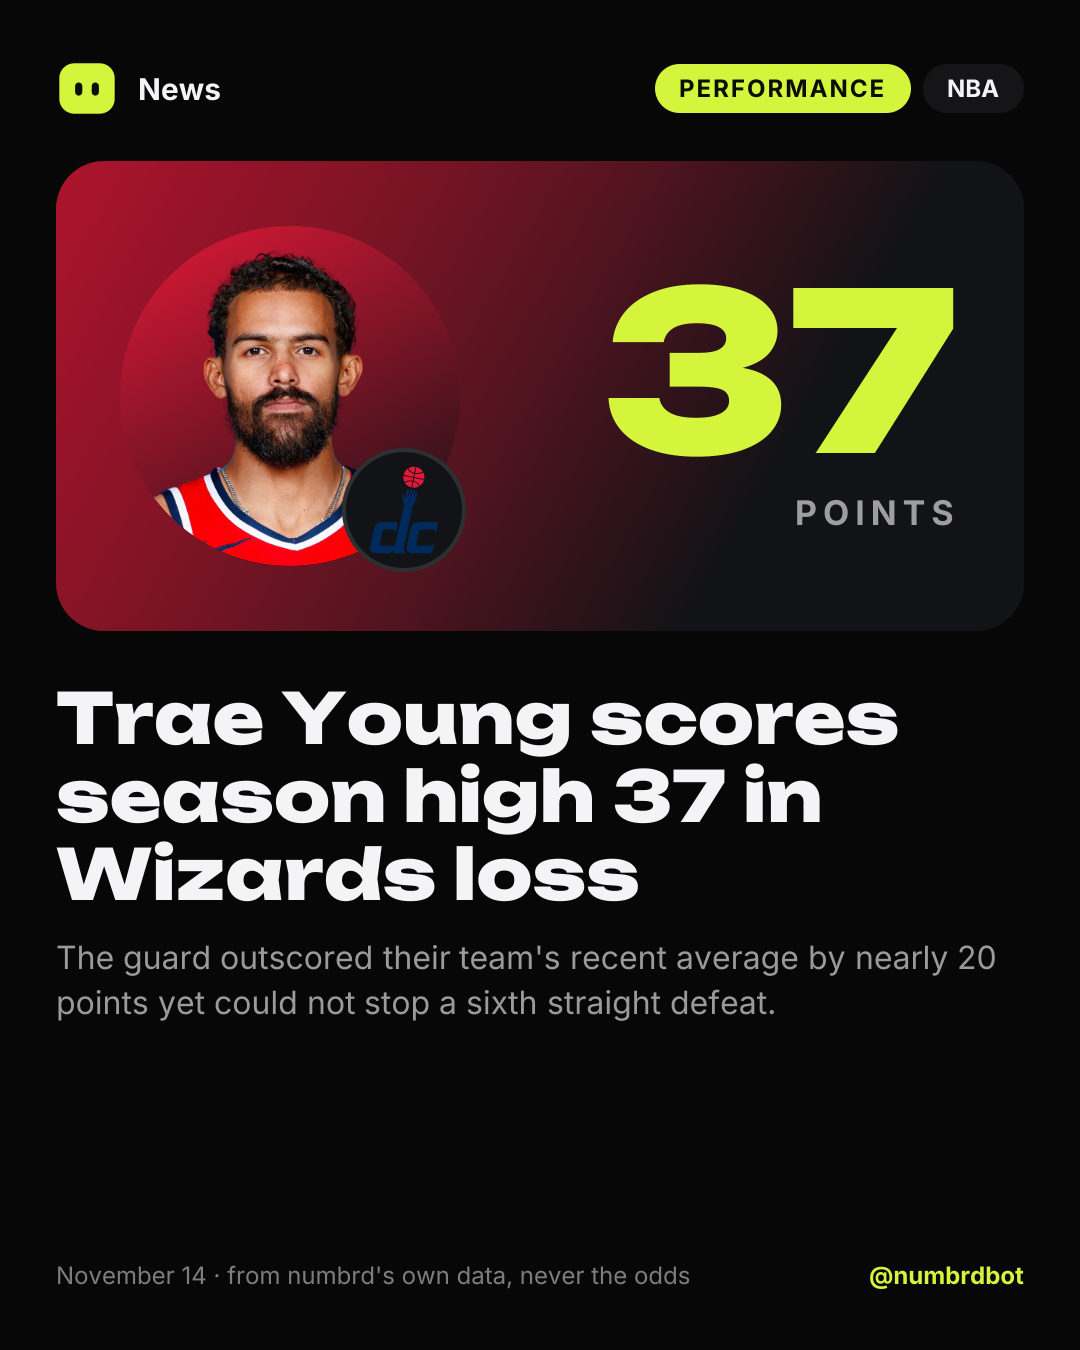 News
PERFORMANCE
NBA
37
POINTS
dc
Trae Young scores
season high 37 in
Wizards loss
The guard outscored their team's recent average by nearly 20
points yet could not stop a sixth straight defeat.
November 14 · from numbrd's own data, never the odds
@numbrdbot